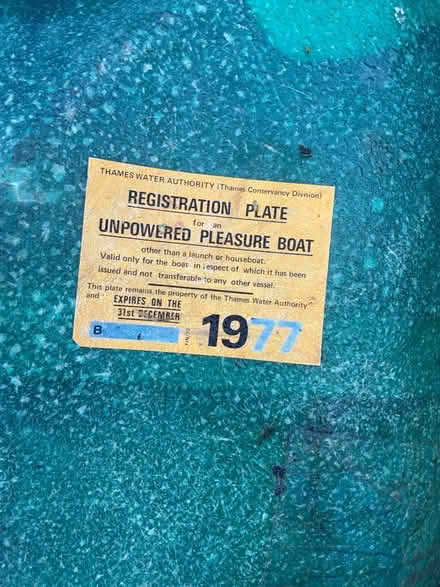 THAMES WATER AUTHORITY (Thames Conservancy Division)
REGISTRATION PLATE
for an
UNPOWERED PLEASURE BOAT
other than a launch or houseboat.
Valid only for the boat in respect of which it has been
issued and not transferable to any other vessel.
This plate remains the property of the Thames Water Authority
and EXPIRES ON THE
31st DECEMBER
B
1977